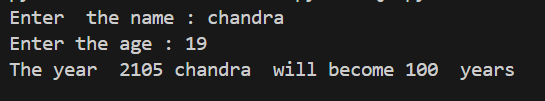 Enter  the name : chandra
Enter the age : 19
The year  2105 chandra  will become 100  years